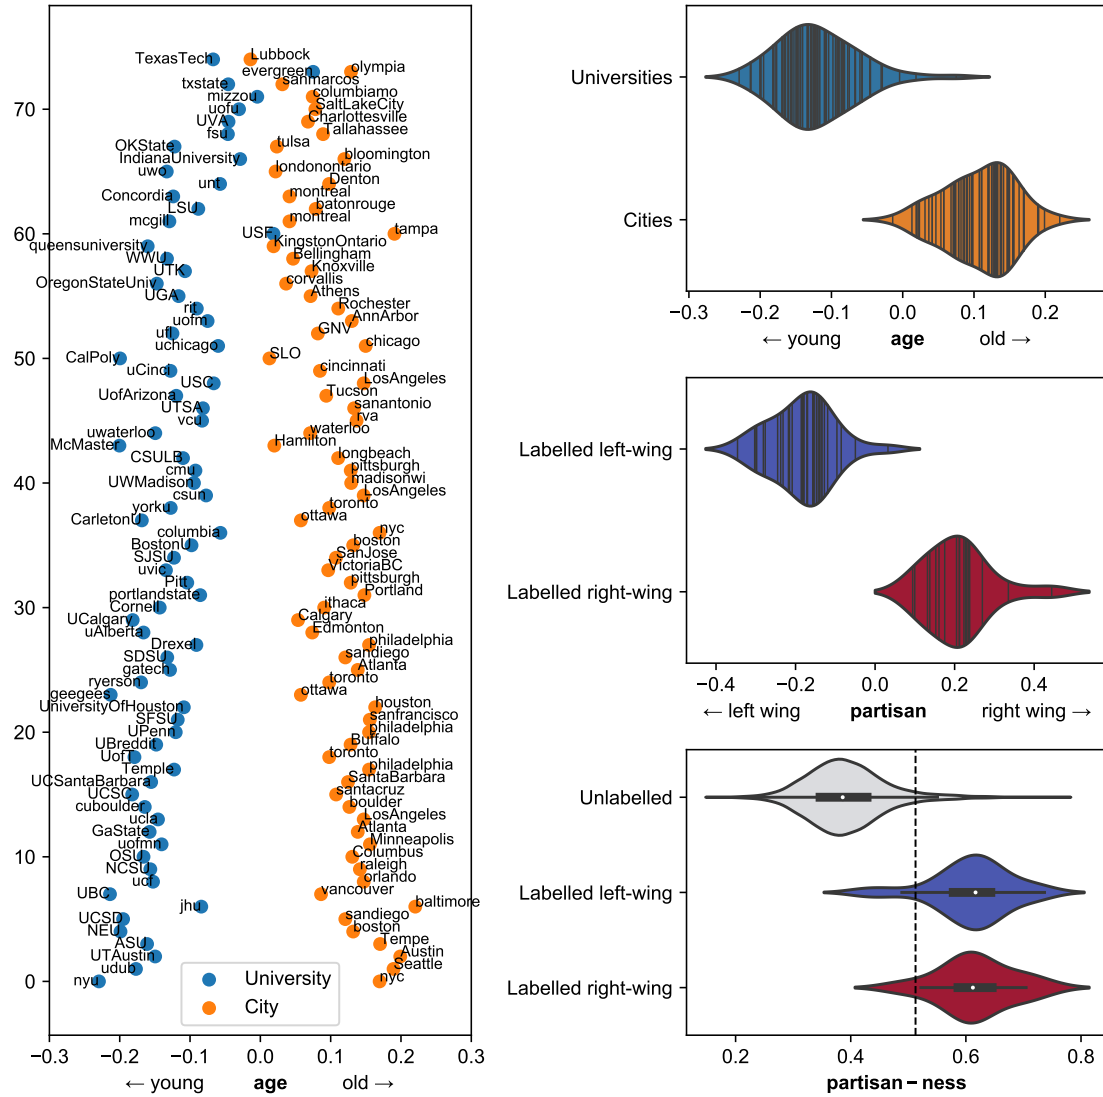 TexasTech Lubbock
evergreen olympia
txstate sanmarcos
mizzou columbiamo
70
uofu SaltLakeCity
UVA Charlottesville
fsu Tallahassee
OKState tulsa
IndianaUniversity bloomington
uwo londonontario
unt Denton
Concordia montreal
LSU batonrouge
mcgill montreal
60
USF tampa
queensuniversity KingstonOntario
WWU Bellingham
UTK Knoxville
OregonStateUniv corvallis
UGA Athens
rit Rochester
uofm AnnArbor
ufl GNV
uchicago chicago
50
CalPoly SLO
uCinci cincinnati
USC LosAngeles
UofArizona Tucson
UTSA sanantonio
vcu rva
uwaterloo waterloo
McMaster Hamilton
CSULB longbeach
cmu pittsburgh
40
UWMadison madisonwi
csun LosAngeles
yorku toronto
CarletonU ottawa
columbia nyc
BostonU boston
SJSU SanJose
uvic VictoriaBC
Pitt pittsburgh
portlandstate Portland
30
Cornell ithaca
UCalgary Calgary
uAlberta Edmonton
Drexel philadelphia
SDSU sandiego
gatech Atlanta
ryerson toronto
geegees ottawa
UniversityOfHouston houston
SFSU sanfrancisco
20
UPenn philadelphia
UBreddit Buffalo
UofT toronto
Temple philadelphia
UCSantaBarbara SantaBarbara
UCSC santacruz
cuboulder boulder
ucla LosAngeles
GaState Atlanta
uofmn Minneapolis
10
OSU Columbus
NCSU raleigh
ucf orlando
UBC vancouver
jhu baltimore
UCSD sandiego
NEU boston
ASU Tempe
UTAustin Austin
udub Seattle
0
nyu nyc
University
City
−0.3 −0.2 −0.1 0.0 0.1 0.2 0.3
← young age old →
Universities
Cities
−0.3 −0.2 −0.1 0.0 0.1 0.2
← young age old →
Labelled left-wing
Labelled right-wing
−0.4 −0.2 0.0 0.2 0.4
← left wing partisan right wing →
Unlabelled
Labelled left-wing
Labelled right-wing
0.2 0.4 0.6 0.8
partisan − ness